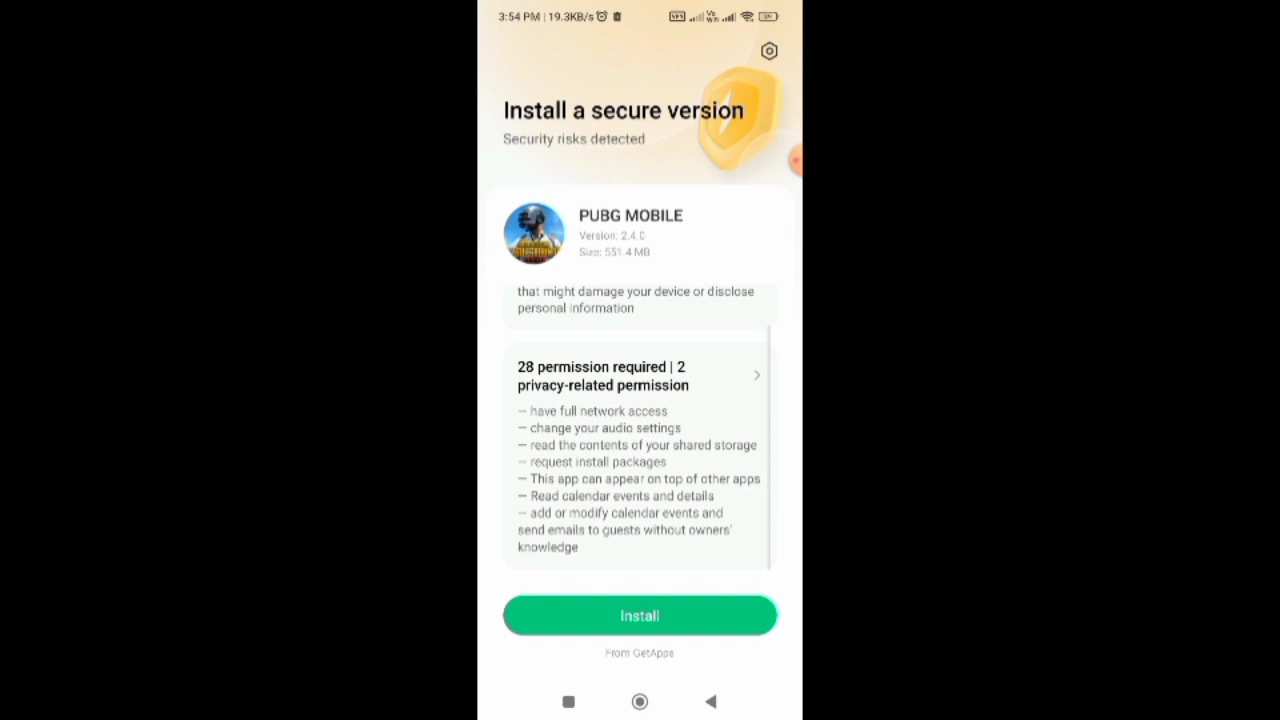 3:54 PM | 19.3KB/s
Install a secure version
Security risks detected
PUBG MOBILE
Version: 2.4.0
Size: 551.4 MB
that might damage your device or disclose
personal information
28 permission required | 2
privacy-related permission
— have full network access
— change your audio settings
— read the contents of your shared storage
— request install packages
— This app can appear on top of other apps
— Read calendar events and details
— add or modify calendar events and
send emails to guests without owners'
knowledge
Install
From GetApps